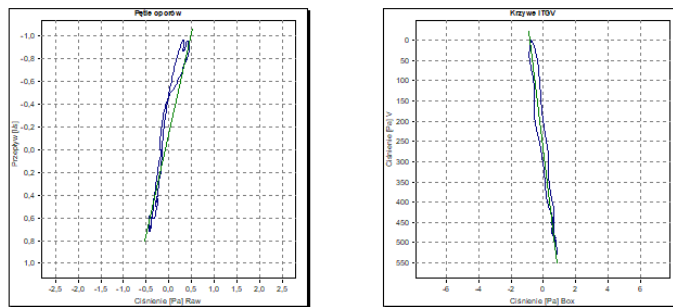 Pętle oporów
-1,0
-0,8
-0,6
-0,4
-0,2
0,0
0,2
0,4
0,6
0,8
1,0
Przepływ [l/s]
-2,5 -2,0 -1,5 -1,0 -0,5 0,0 0,5 1,0 1,5 2,0 2,5
Ciśnienie [Pa] Raw
Krzywe ITGV
0
50
100
150
200
250
300
350
400
450
500
550
Ciśnienie [Pa] V
-6 -4 -2 0 2 4 6
Ciśnienie [Pa] Box